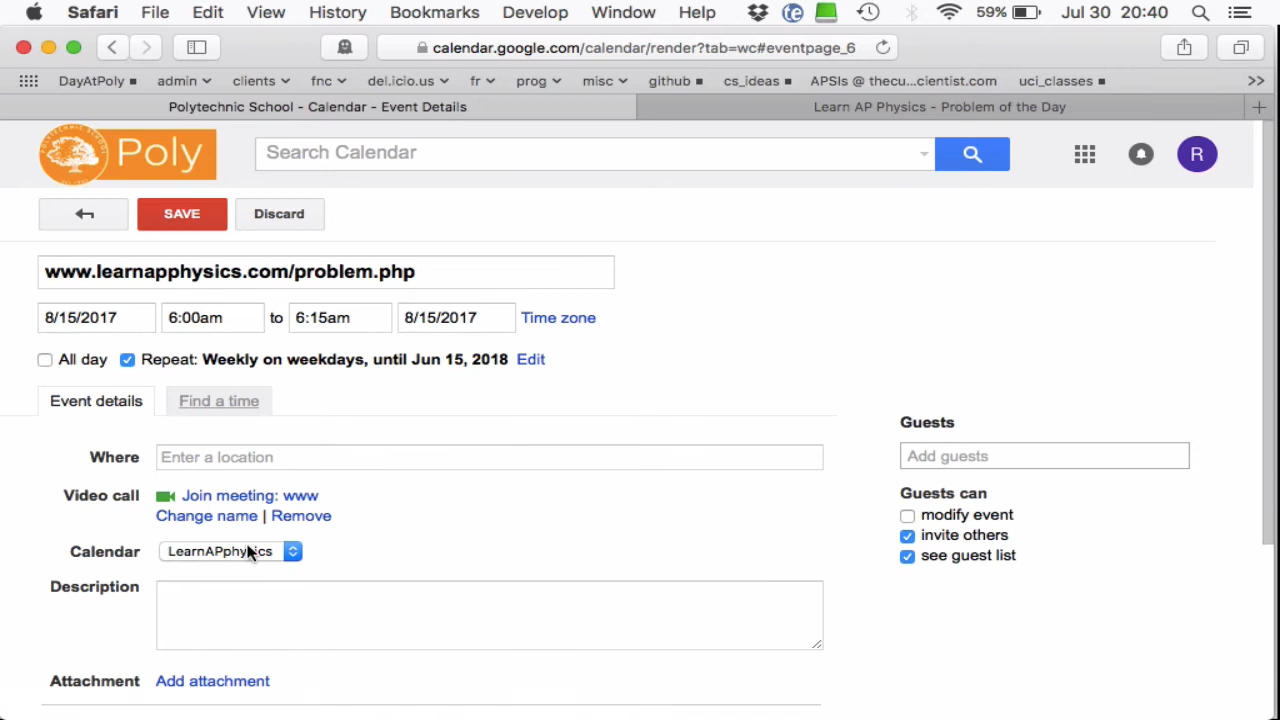 Safari File Edit View History Bookmarks Develop Window Help 59% Jul 30 20:40
calendar.google.com/calendar/render?tab=wc#eventpage_6
DayAtPoly admin clients fnc del.icio.us fr prog misc github cs_ideas APSIs @ thecu...cientist.com uci_classes >>
Polytechnic School - Calendar - Event Details Learn AP Physics - Problem of the Day +
Poly Search Calendar R
SAVE Discard
www.learnapphysics.com/problem.php
8/15/2017 6:00am to 6:15am 8/15/2017 Time zone
All day Repeat: Weekly on weekdays, until Jun 15, 2018 Edit
Event details Find a time
Guests
Where Enter a location Add guests
Video call Join meeting: www Guests can
Change name | Remove modify event
invite others
Calendar LearnAPphysics see guest list
Description
Attachment Add attachment